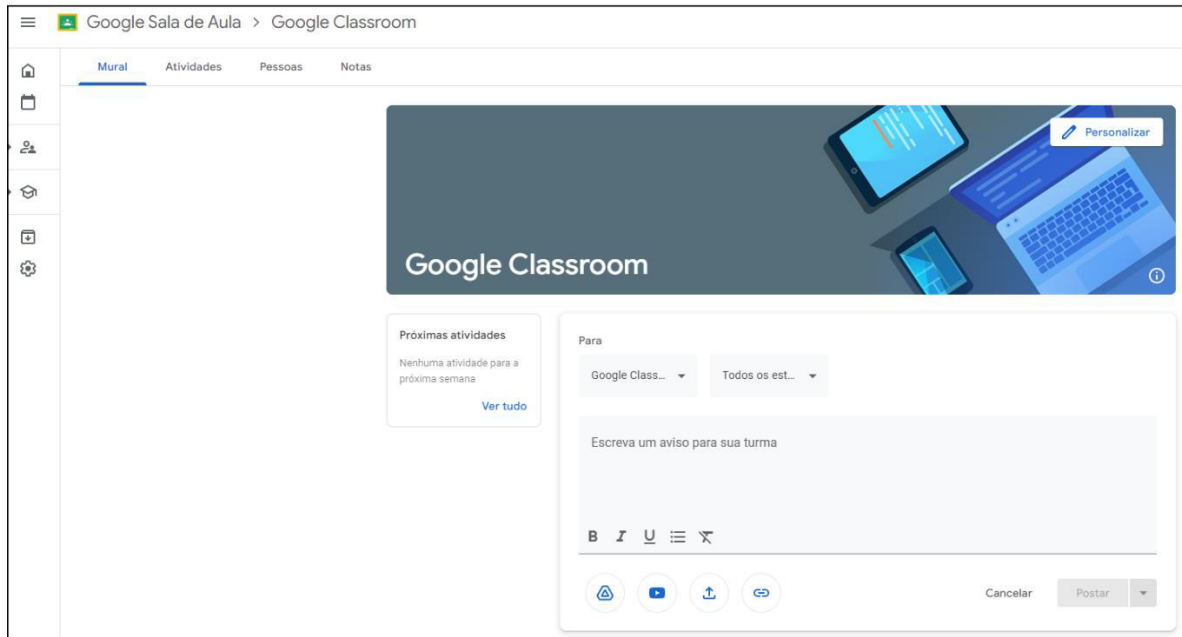 Google Sala de Aula > Google Classroom
Mural Atividades Pessoas Notas
Personalizar
Google Classroom
Próximas atividades
Nenhuma atividade para a
próxima semana
Ver tudo
Para
Google Class...
Todos os est...
Escreva um aviso para sua turma
B I U
Cancelar
Postar